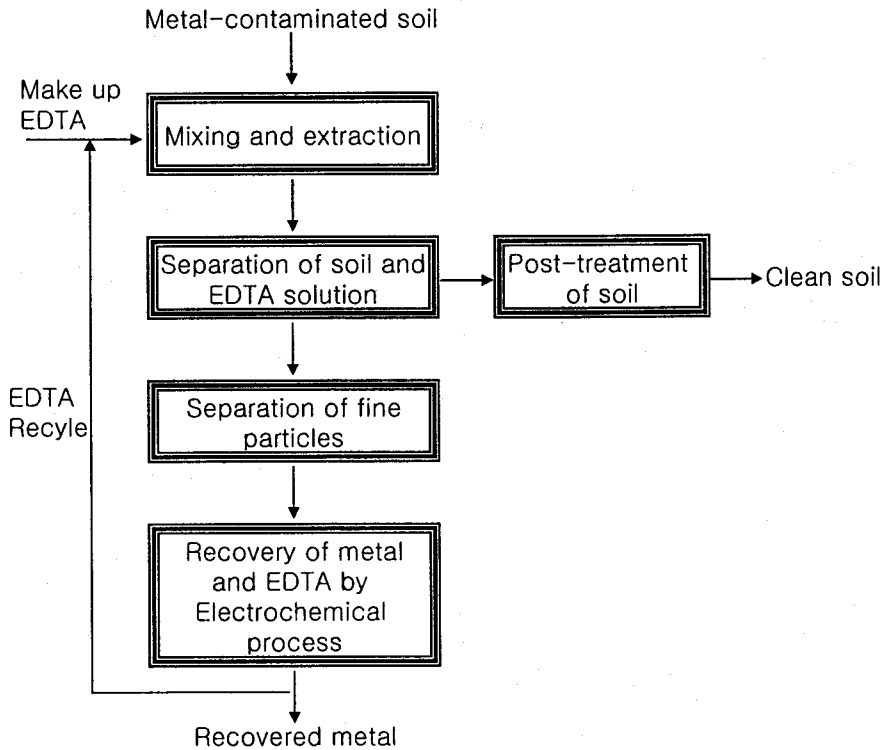 Metal-contaminated soil
Make up
EDTA
Mixing and extraction
Separation of soil and
EDTA solution
Post-treatment
of soil
Clean soil
Separation of fine
particles
EDTA
Recyle
Recovery of metal
and EDTA by
Electrochemical
process
Recovered metal